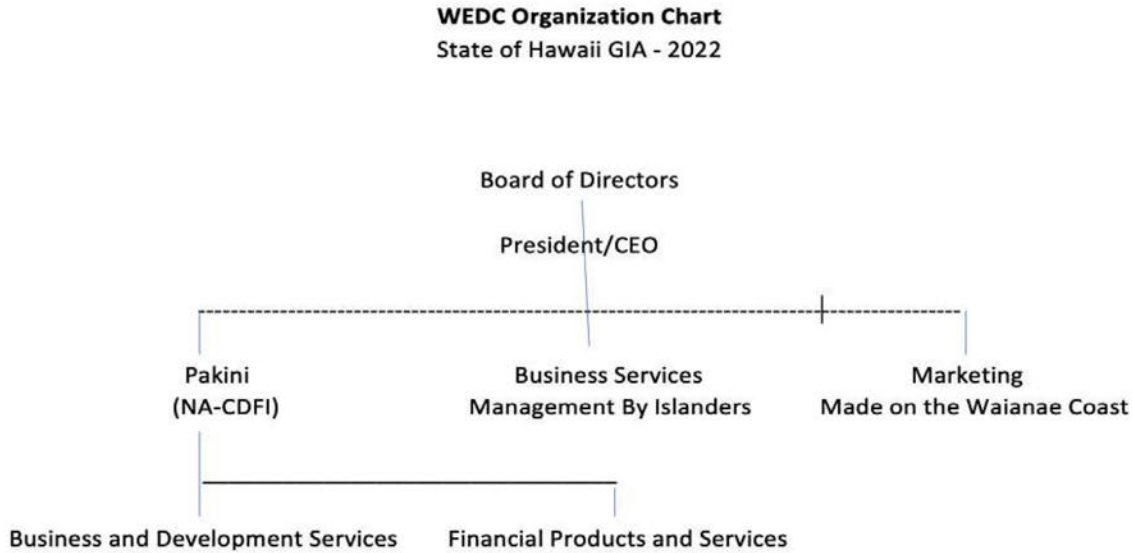 WEDC Organization Chart
State of Hawaii GIA - 2022
Board of Directors
President/CEO
Pakini
(NA-CDFI)
Business Services
Management By Islanders
Marketing
Made on the Waianae Coast
Business and Development Services
Financial Products and Services